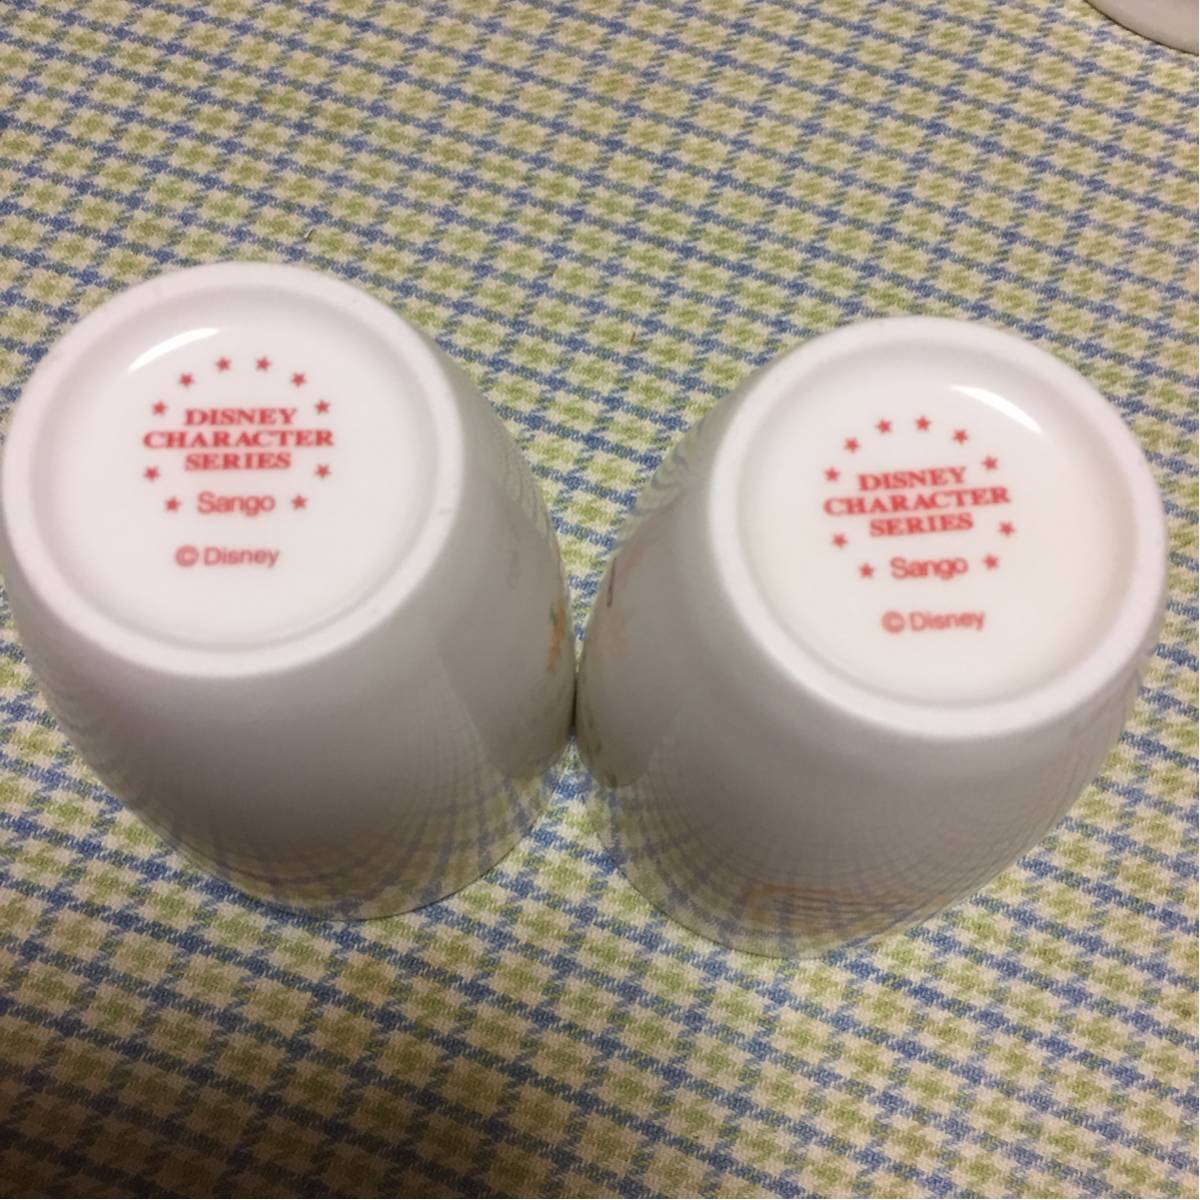 DISNEY
CHARACTER
SERIES
Sango
© Disney
DISNEY
CHARACTER
SERIES
Sango
© Disney